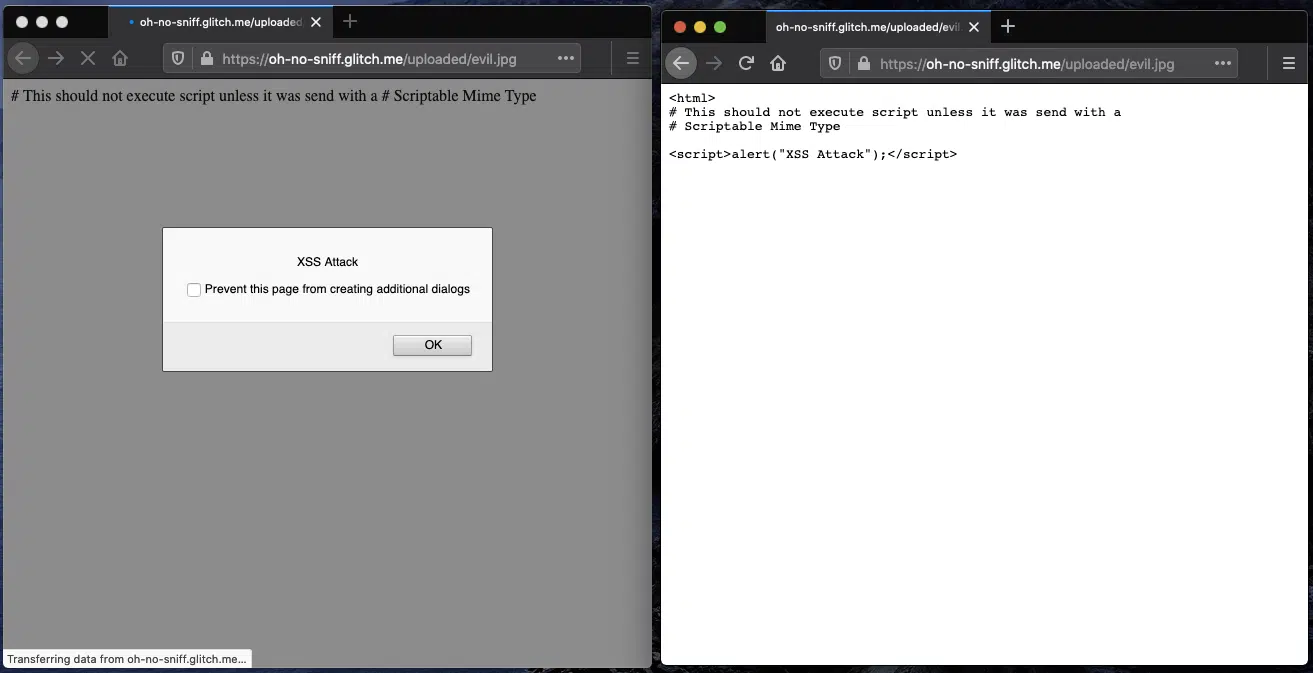 oh-no-sniff.glitch.me/uploaded
https://oh-no-sniff.glitch.me/uploaded/evil.jpg
# This should not execute script unless it was send with a # Scriptable Mime Type
XSS Attack
Prevent this page from creating additional dialogs
OK
Transferring data from oh-no-sniff.glitch.me...
oh-no-sniff.glitch.me/uploaded/evil.
https://oh-no-sniff.glitch.me/uploaded/evil.jpg
<html>
# This should not execute script unless it was send with a
# Scriptable Mime Type
<script>alert("XSS Attack");</script>